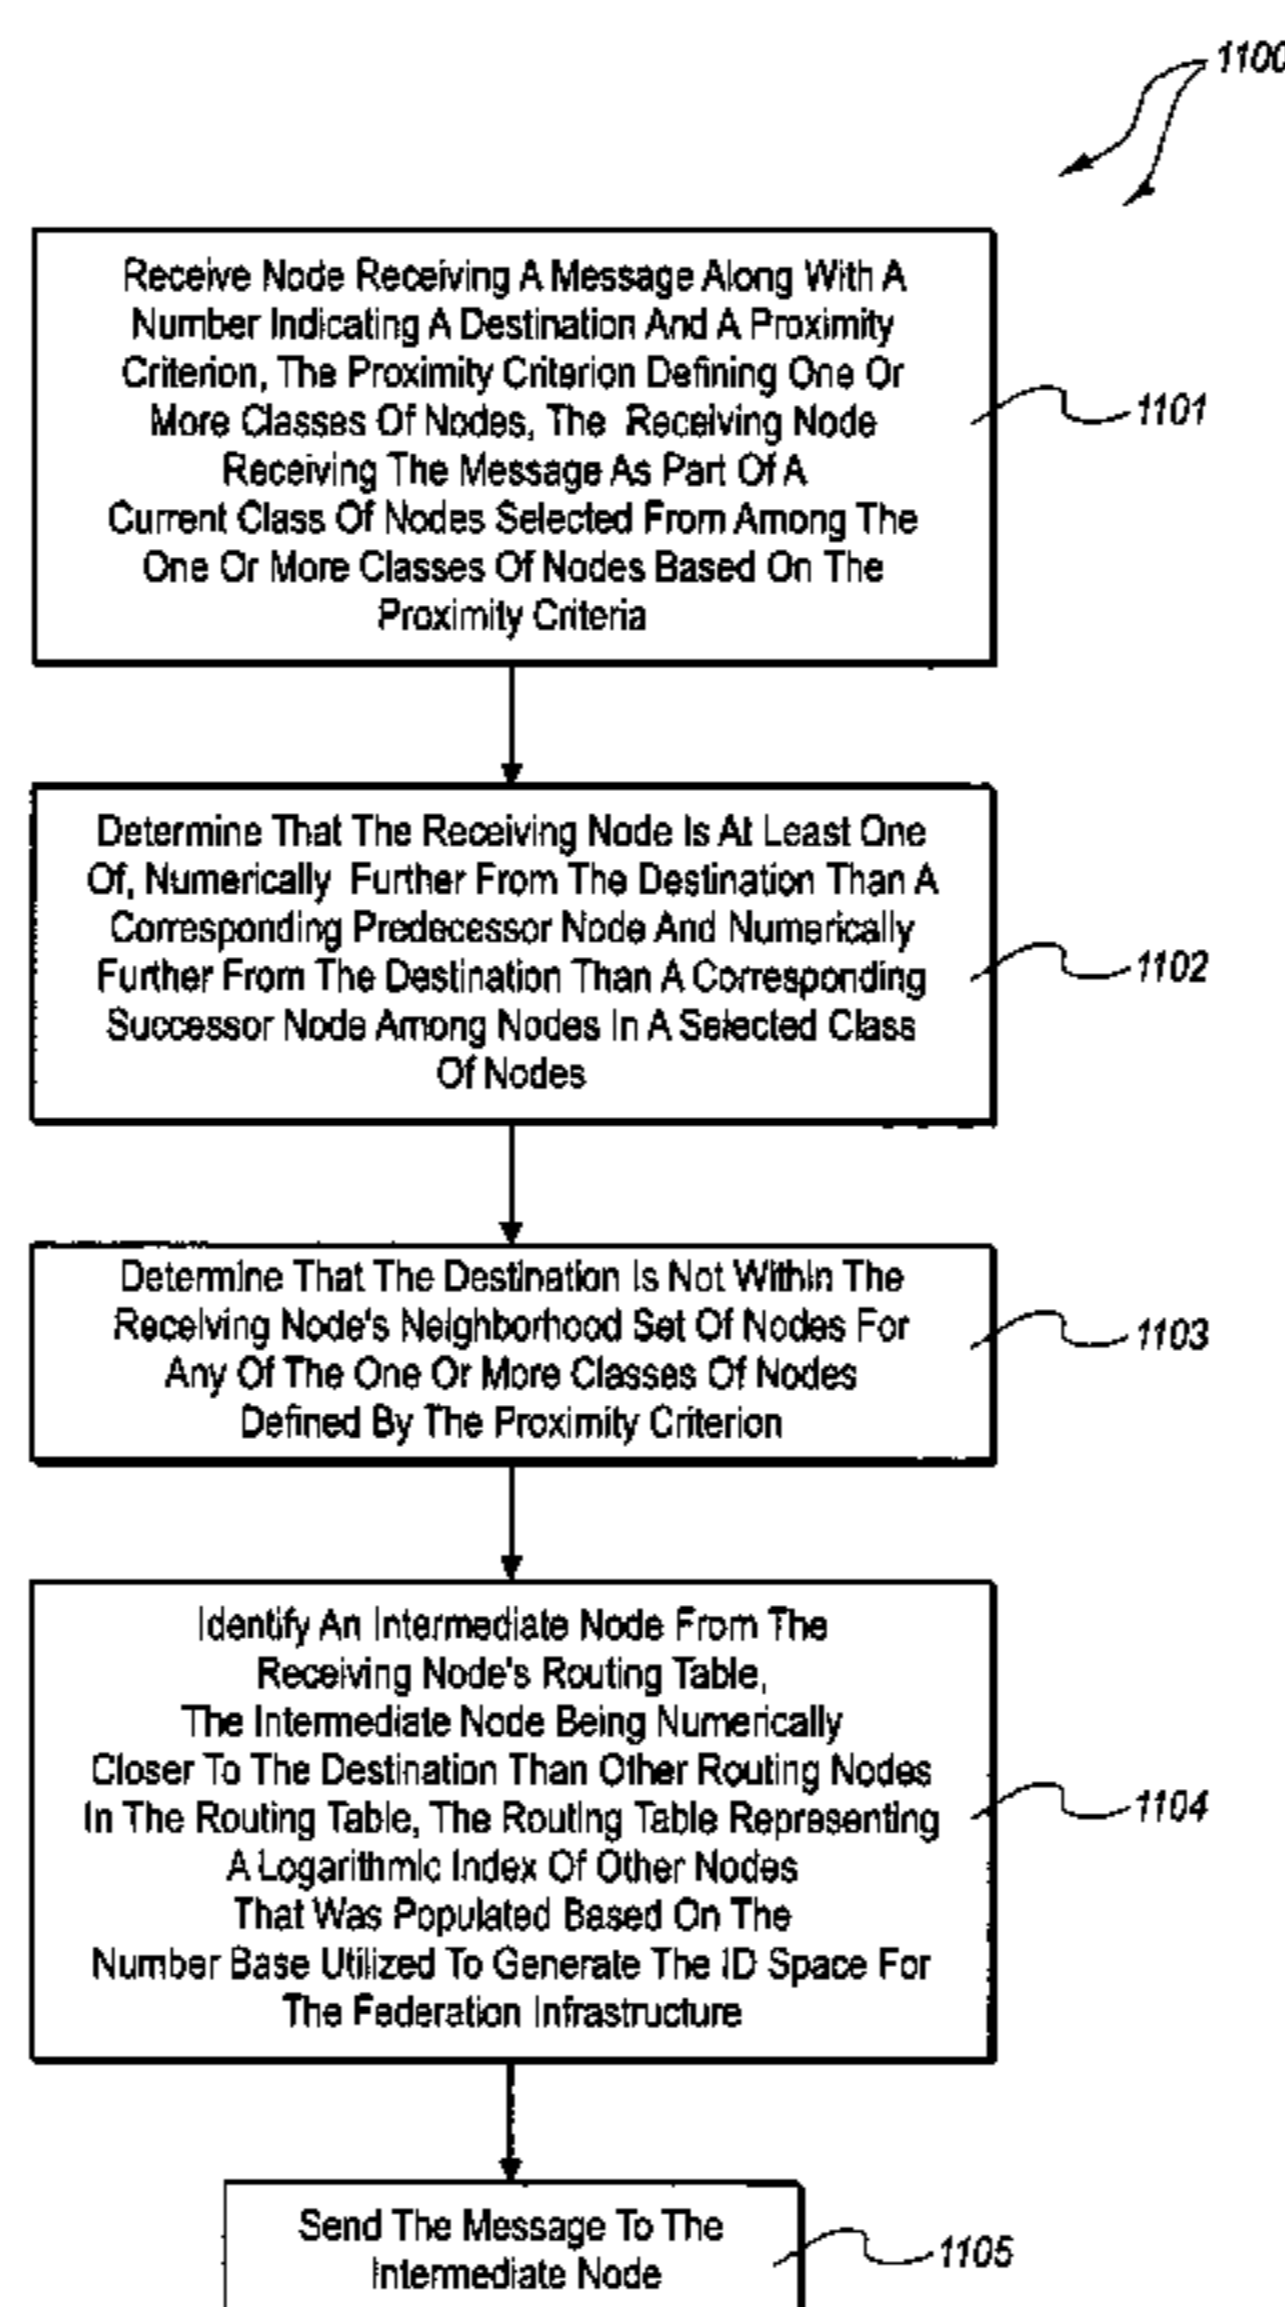 1100
Receive Node Receiving A Message Along With A
Number Indicating A Destination And A Proximity
Criterion, The Proximity Criterion Defining One Or
More Classes Of Nodes, The Receiving Node
Receiving The Message As Part Of A
Current Class Of Nodes Selected From Among The
One Or More Classes Of Nodes Based On The
Proximity Criteria
1101
Determine That The Receiving Node Is At Least One
Of, Numerically Further From The Destination Than A
Corresponding Predecessor Node And Numerically
Further From The Destination Than A Corresponding
Successor Node Among Nodes In A Selected Class
Of Nodes
1102
Determine That The Destination Is Not Within The
Receiving Node's Neighborhood Set Of Nodes For
Any Of The One Or More Classes Of Nodes
Defined By The Proximity Criterion
1103
Identify An Intermediate Node From The
Receiving Node's Routing Table,
The Intermediate Node Being Numerically
Closer To The Destination Than Other Routing Nodes
In The Routing Table, The Routing Table Representing
A Logarithmic Index Of Other Nodes
That Was Populated Based On The
Number Base Utilized To Generate The ID Space For
The Federation Infrastructure
1104
Send The Message To The
Intermediate Node
1105